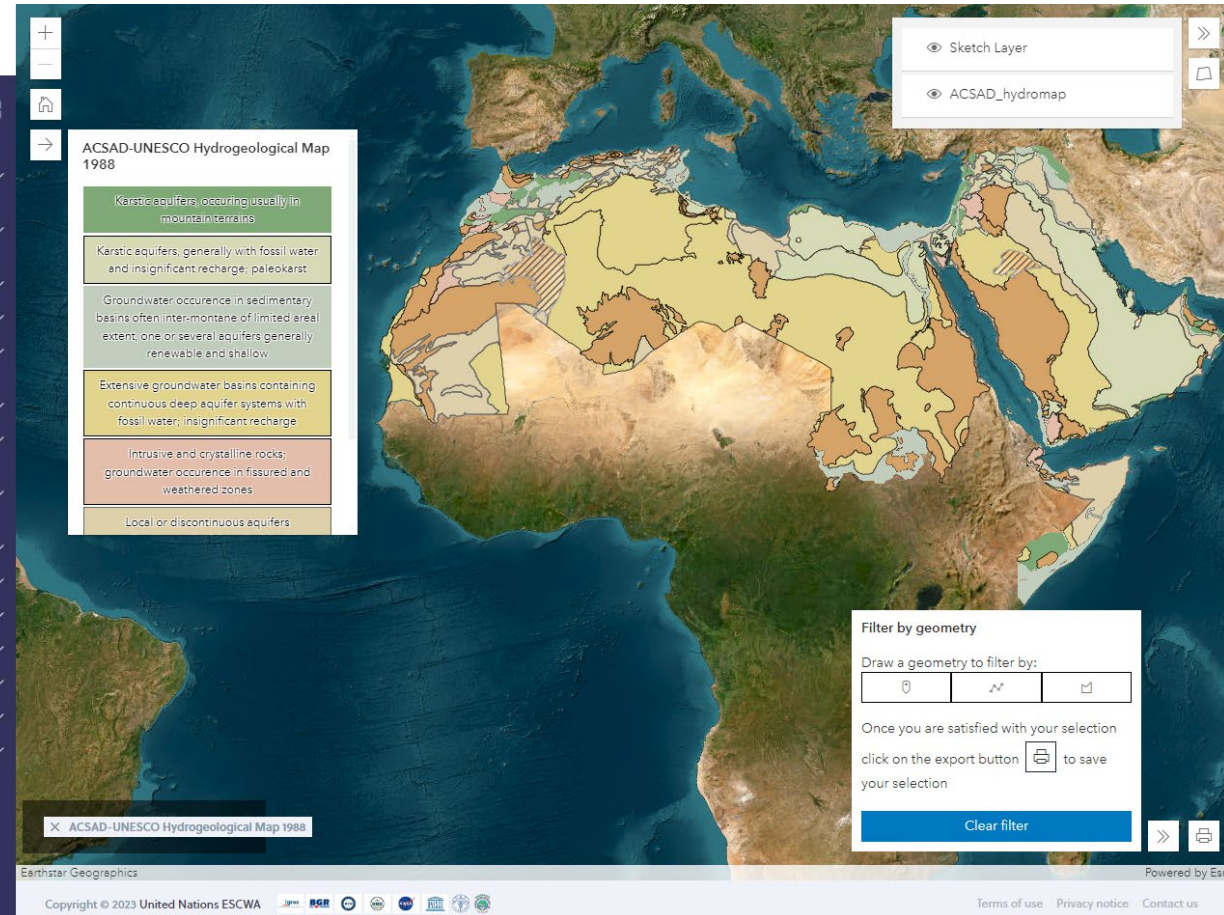 Sketch Layer
ACSAD_hydromap
ACSAD-UNESCO Hydrogeological Map
1988
Karstic aquifers, occuring usually in
mountain terrains
Karstic aquifers, generally with fossil water
and insignificant recharge; paleokarst
Groundwater occurence in sedimentary
basins often inter-montane of limited areal
extent; one or several aquifers generally
renewable and shallow
Extensive groundwater basins containing
continuous deep aquifer systems with
fossil water; insignificant recharge
Intrusive and crystalline rocks;
groundwater occurence in fissured and
weathered zones
Local or discontinuous aquifers
Filter by geometry
Draw a geometry to filter by:
Once you are satisfied with your selection
click on the export button to save
your selection
Clear filter
ACSAD-UNESCO Hydrogeological Map 1988
Earthstar Geographics
Powered by Esri
Copyright © 2023 United Nations ESCWA
igrac BGR
Terms of use Privacy notice Contact us